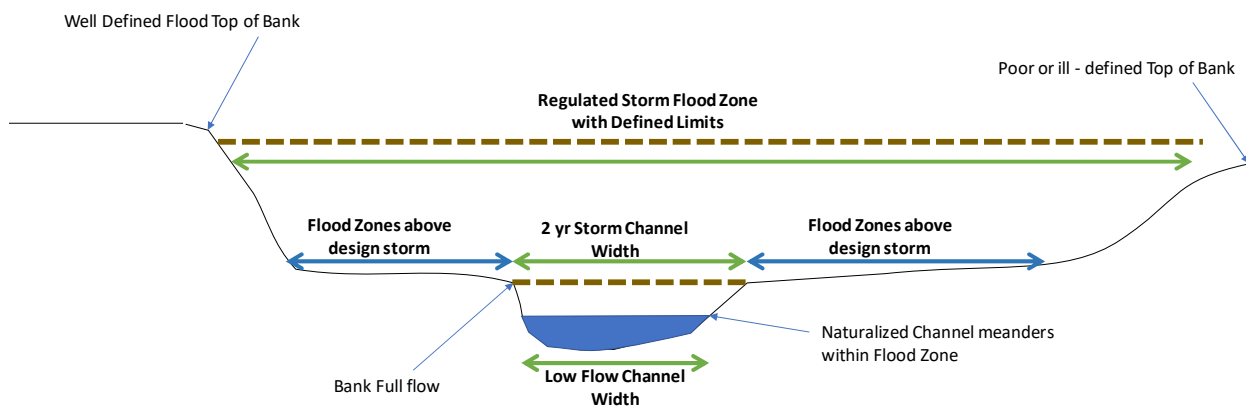 Well Defined Flood Top of Bank
Poor or ill - defined Top of Bank
Regulated Storm Flood Zone
with Defined Limits
Flood Zones above
design storm
2 yr Storm Channel
Width
Flood Zones above
design storm
Naturalized Channel meanders
within Flood Zone
Bank Full flow
Low Flow Channel
Width